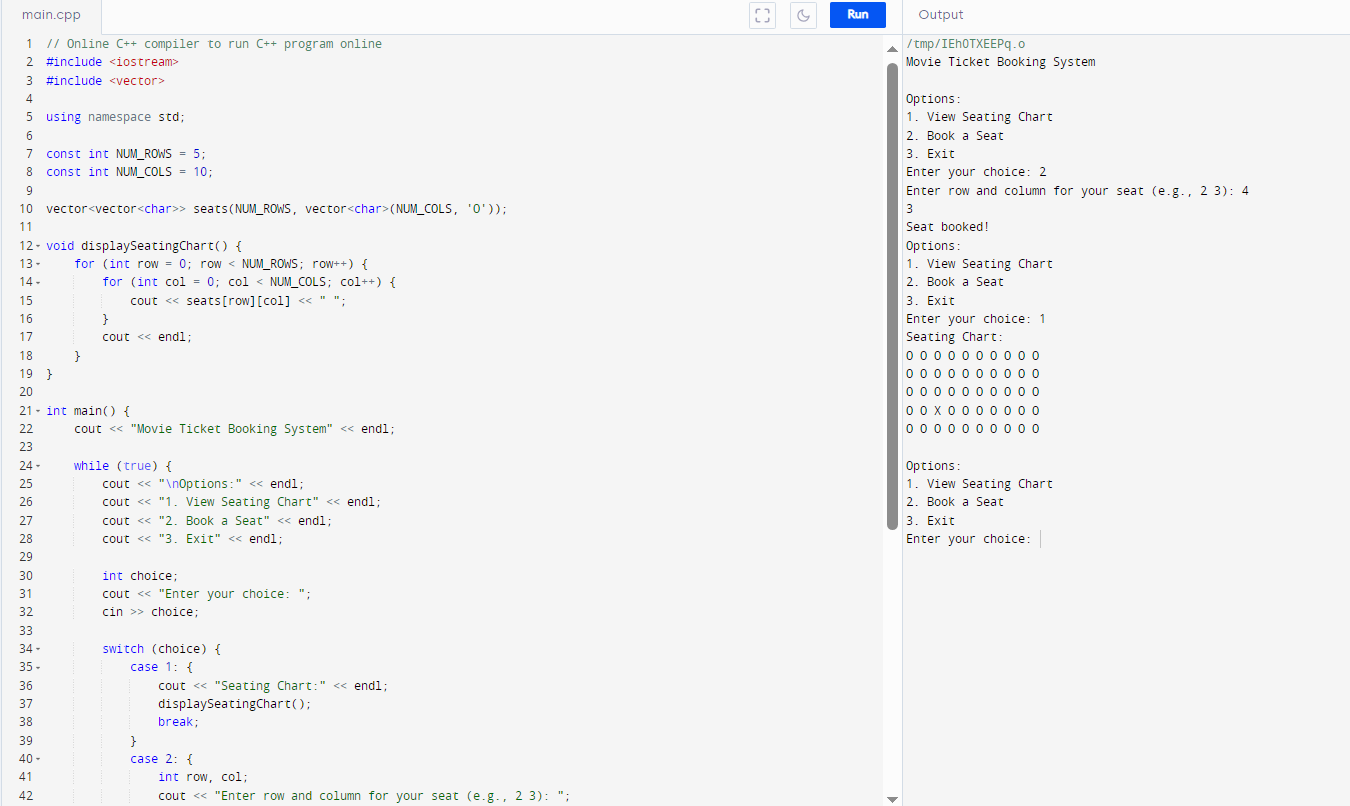 main.cpp
Run
1 // Online C++ compiler to run C++ program online
2 #include <iostream>
3 #include <vector>
4
5 using namespace std;
6
7 const int NUM_ROWS = 5;
8 const int NUM_COLS = 10;
9
10 vector<vector<char>> seats(NUM_ROWS, vector<char>(NUM_COLS, 'O'));
11
12 void displaySeatingChart() {
13     for (int row = 0; row < NUM_ROWS; row++) {
14         for (int col = 0; col < NUM_COLS; col++) {
15             cout << seats[row][col] << " ";
16         }
17         cout << endl;
18     }
19 }
20
21 int main() {
22     cout << "Movie Ticket Booking System" << endl;
23
24     while (true) {
25         cout << "\nOptions:" << endl;
26         cout << "1. View Seating Chart" << endl;
27         cout << "2. Book a Seat" << endl;
28         cout << "3. Exit" << endl;
29
30         int choice;
31         cout << "Enter your choice: ";
32         cin >> choice;
33
34         switch (choice) {
35             case 1: {
36                 cout << "Seating Chart:" << endl;
37                 displaySeatingChart();
38                 break;
39             }
40             case 2: {
41                 int row, col;
42                 cout << "Enter row and column for your seat (e.g., 2 3): ";
Output
/tmp/IEhOTXEEPq.o
Movie Ticket Booking System

Options:
1. View Seating Chart
2. Book a Seat
3. Exit
Enter your choice: 2
Enter row and column for your seat (e.g., 2 3): 4
3
Seat booked!
Options:
1. View Seating Chart
2. Book a Seat
3. Exit
Enter your choice: 1
Seating Chart:
O O O O O O O O O O
O O O O O O O O O O
O O O O O O O O O O
O O X O O O O O O O
O O O O O O O O O O

Options:
1. View Seating Chart
2. Book a Seat
3. Exit
Enter your choice: